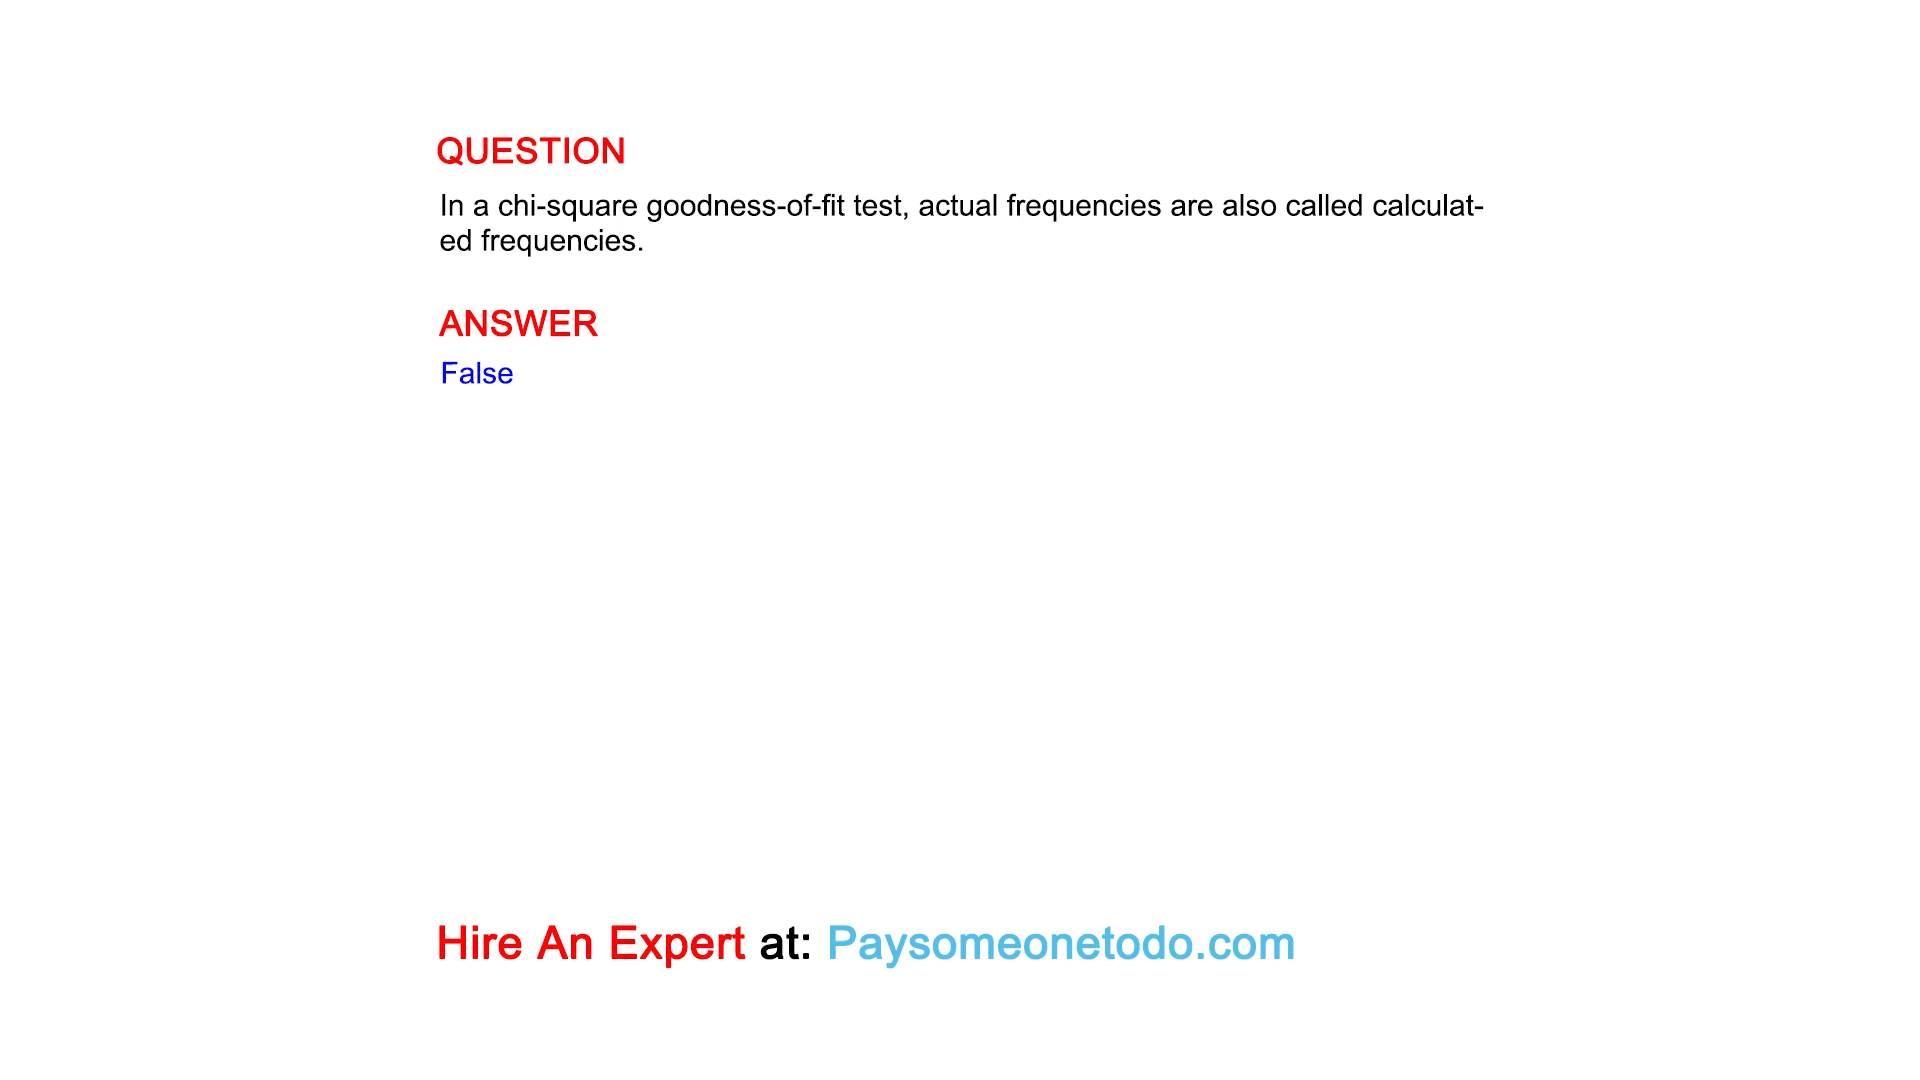 QUESTION
In a chi-square goodness-of-fit test, actual frequencies are also called calculat-
ed frequencies.
ANSWER
False
Hire An Expert at: Paysomeonetodo.com